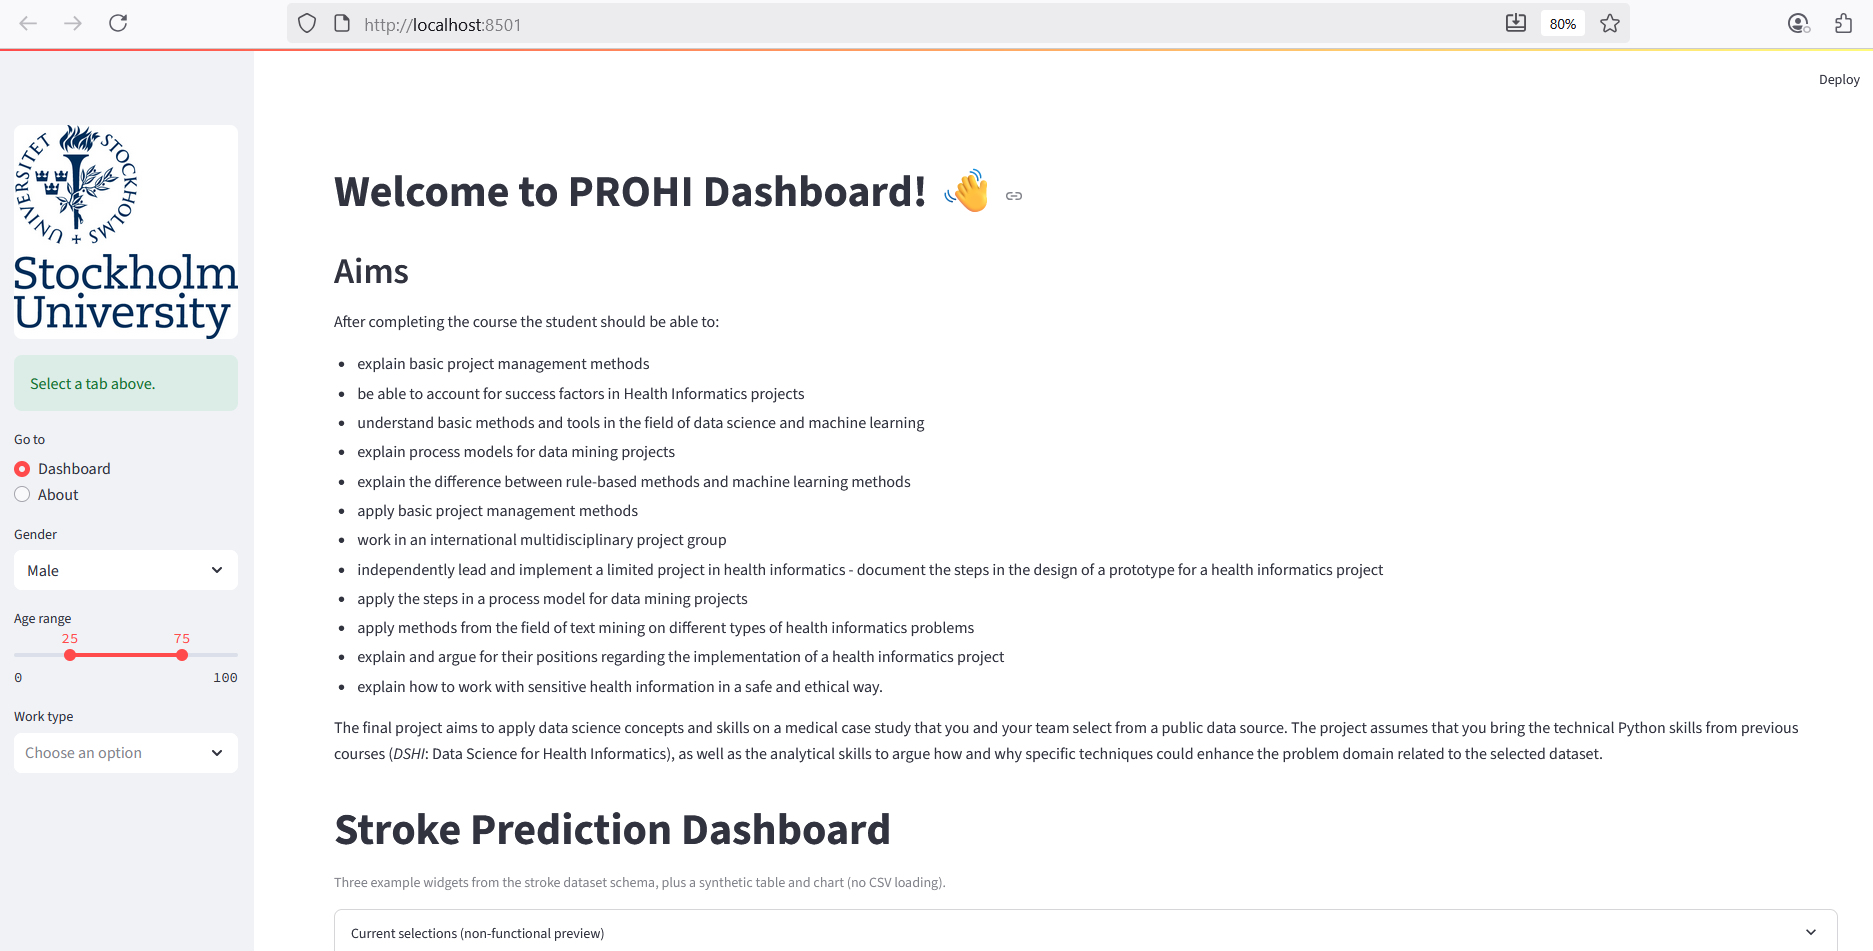 http://localhost:8501
80%
Deploy
STOCKHOLMS UNIVERSITET
Stockholm
University
Select a tab above.
Go to
Dashboard
About
Gender
Male
Age range
25 75
0 100
Work type
Choose an option
Welcome to PROHI Dashboard! 👋
Aims
After completing the course the student should be able to:
• explain basic project management methods
• be able to account for success factors in Health Informatics projects
• understand basic methods and tools in the field of data science and machine learning
• explain process models for data mining projects
• explain the difference between rule-based methods and machine learning methods
• apply basic project management methods
• work in an international multidisciplinary project group
• independently lead and implement a limited project in health informatics - document the steps in the design of a prototype for a health informatics project
• apply the steps in a process model for data mining projects
• apply methods from the field of text mining on different types of health informatics problems
• explain and argue for their positions regarding the implementation of a health informatics project
• explain how to work with sensitive health information in a safe and ethical way.
The final project aims to apply data science concepts and skills on a medical case study that you and your team select from a public data source. The project assumes that you bring the technical Python skills from previous
courses (DSHI: Data Science for Health Informatics), as well as the analytical skills to argue how and why specific techniques could enhance the problem domain related to the selected dataset.
Stroke Prediction Dashboard
Three example widgets from the stroke dataset schema, plus a synthetic table and chart (no CSV loading).
Current selections (non-functional preview)